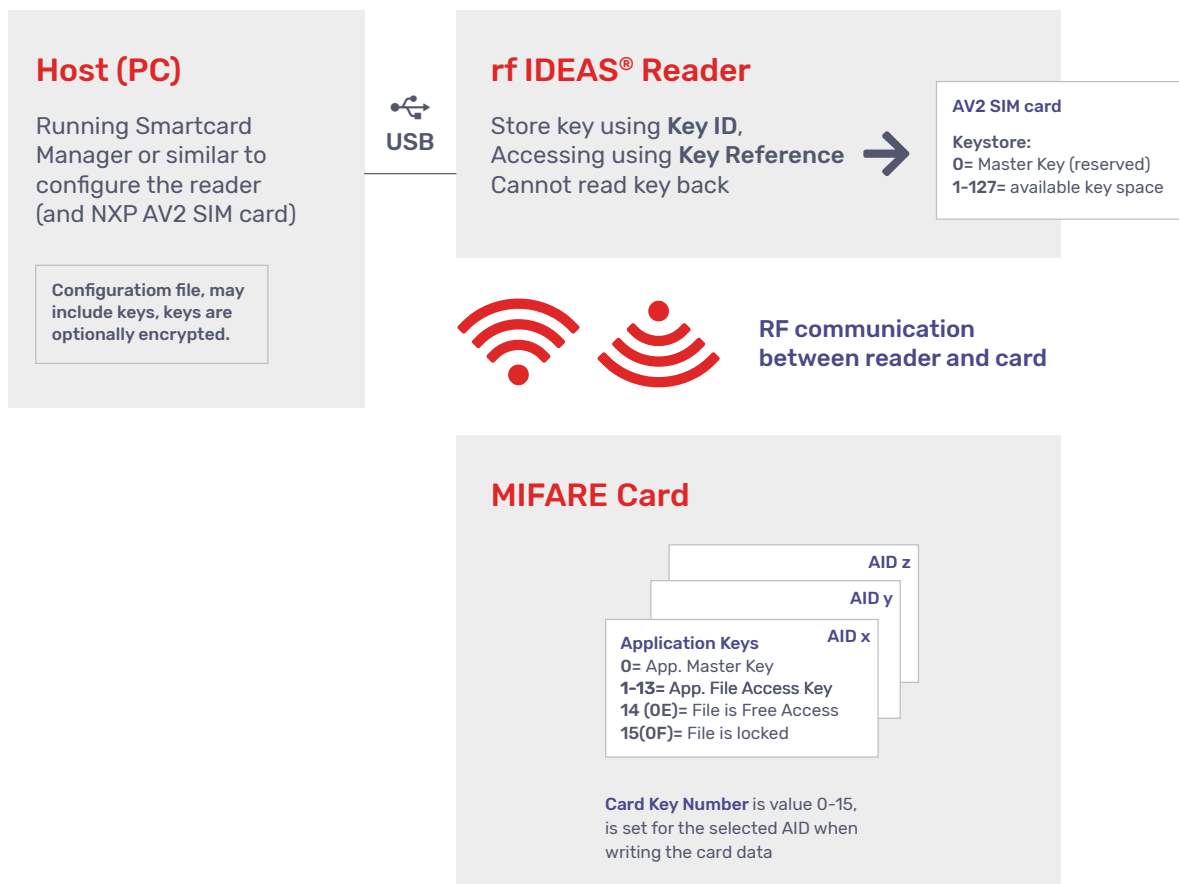 Host (PC)
Running Smartcard
Manager or similar to
configure the reader
(and NXP AV2 SIM card)
Configuratiom file, may
include keys, keys are
optionally encrypted.
USB
rf IDEAS® Reader
Store key using Key ID,
Accessing using Key Reference
Cannot read key back
AV2 SIM card
Keystore:
0= Master Key (reserved)
1-127= available key space
RF communication
between reader and card
MIFARE Card
AID z
AID y
AID x
Application Keys
0= App. Master Key
1-13= App. File Access Key
14 (0E)= File is Free Access
15(0F)= File is locked
Card Key Number is value 0-15,
is set for the selected AID when
writing the card data